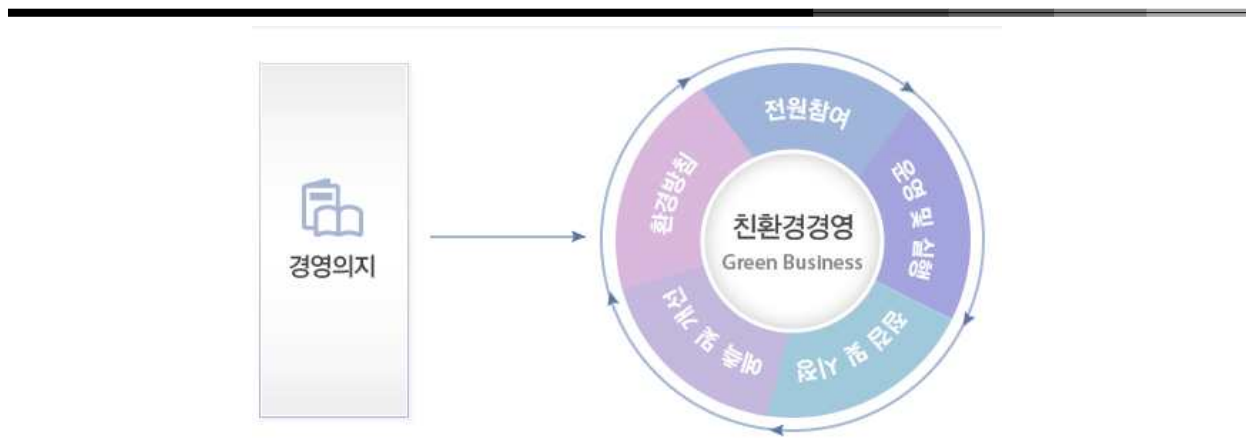 경영의지
전원참여
운영 및 실행
점검 및 시정
예측 및 개선
환경방침
친환경경영
Green Business